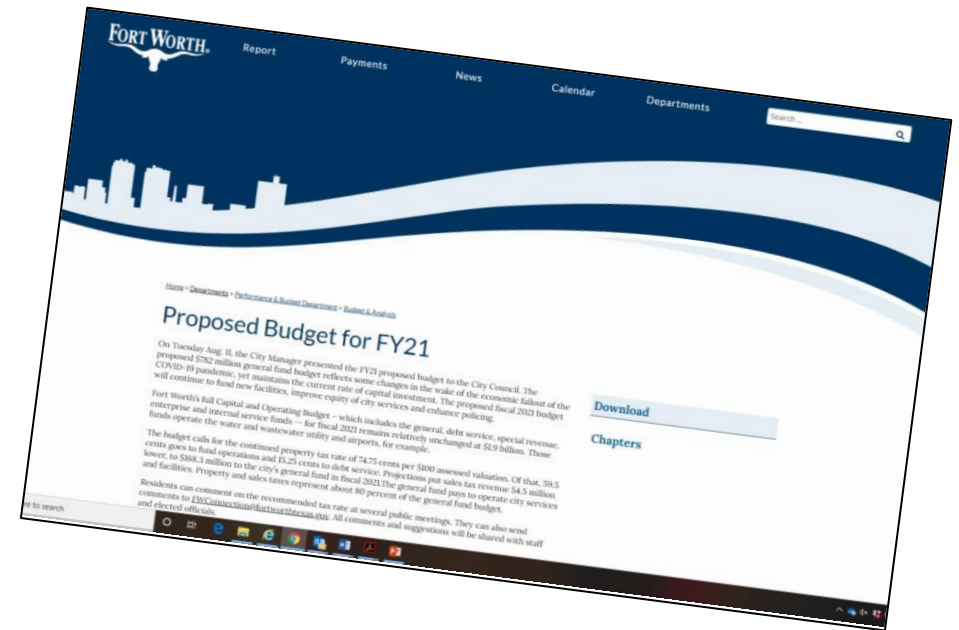 FORT WORTH®
Report
Payments
News
Calendar
Departments
Search ...
Home » Departments » Performance & Budget Department » Budget & Analysis
Proposed Budget for FY21
On Tuesday Aug. 11, the City Manager presented the FY21 proposed budget to the City Council. The
proposed $782 million general fund budget reflects some changes in the wake of the economic fallout of the
COVID-19 pandemic, yet maintains the current rate of capital investment. The proposed fiscal 2021 budget
will continue to fund new facilities, improve equity of city services and enhance policing.
Fort Worth's full Capital and Operating Budget – which includes the general, debt service, special revenue,
enterprise and internal service funds -- for fiscal 2021 remains relatively unchanged at $1.9 billion. Those
funds operate the water and wastewater utility and airports, for example.
The budget calls for the continued property tax rate of 74.75 cents per $100 assessed valuation. Of that, 59.5
cents goes to fund operations and 15.25 cents to debt service. Projections put sales tax revenue $4.5 million
lower, to $168.3 million to the city's general fund in fiscal 2021.The general fund pays to operate city services
and facilities. Property and sales taxes represent about 80 percent of the general fund budget.
Residents can comment on the recommended tax rate at several public meetings. They can also send
comments to FWConnection@fortworthtexas.gov. All comments and suggestions will be shared with staff
and elected officials.
Download
Chapters
re to search